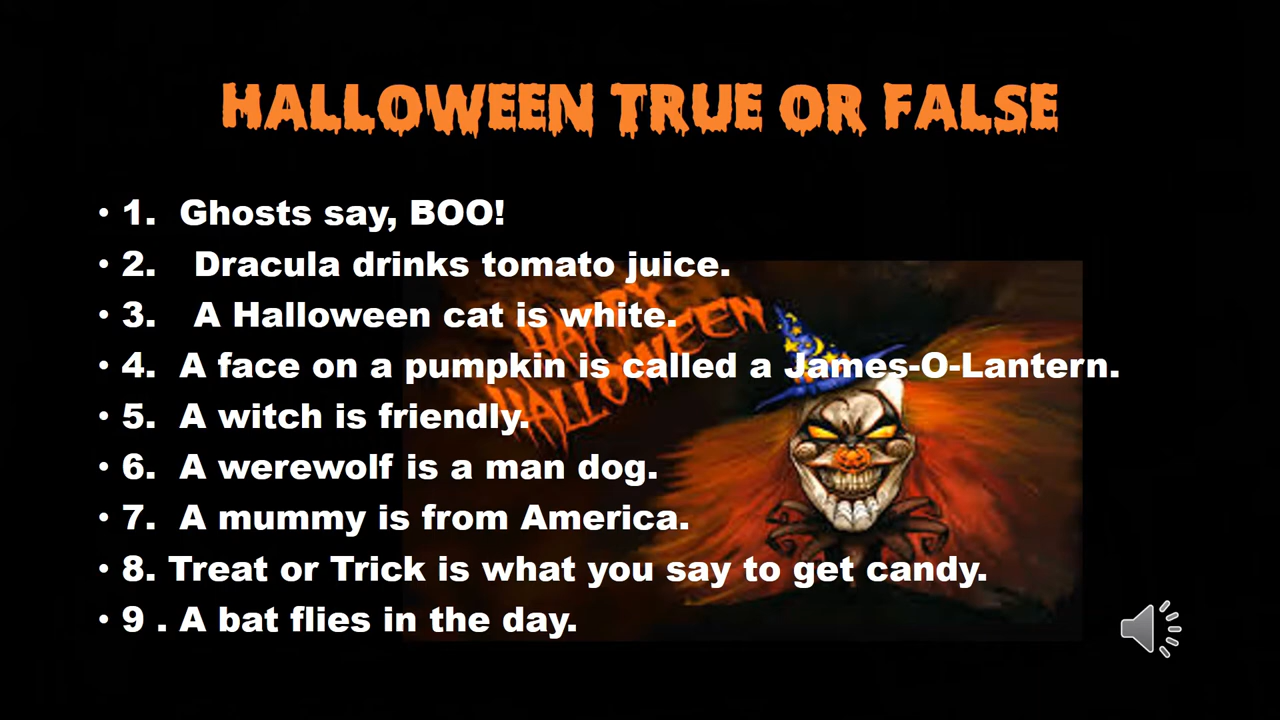 HALLOWEEN TRUE OR FALSE
• 1. Ghosts say, BOO!
• 2. Dracula drinks tomato juice.
• 3. A Halloween cat is white.
HAPPY
HALLOWEEN
• 4. A face on a pumpkin is called a James-O-Lantern.
• 5. A witch is friendly.
• 6. A werewolf is a man dog.
• 7. A mummy is from America.
• 8. Treat or Trick is what you say to get candy.
• 9 . A bat flies in the day.